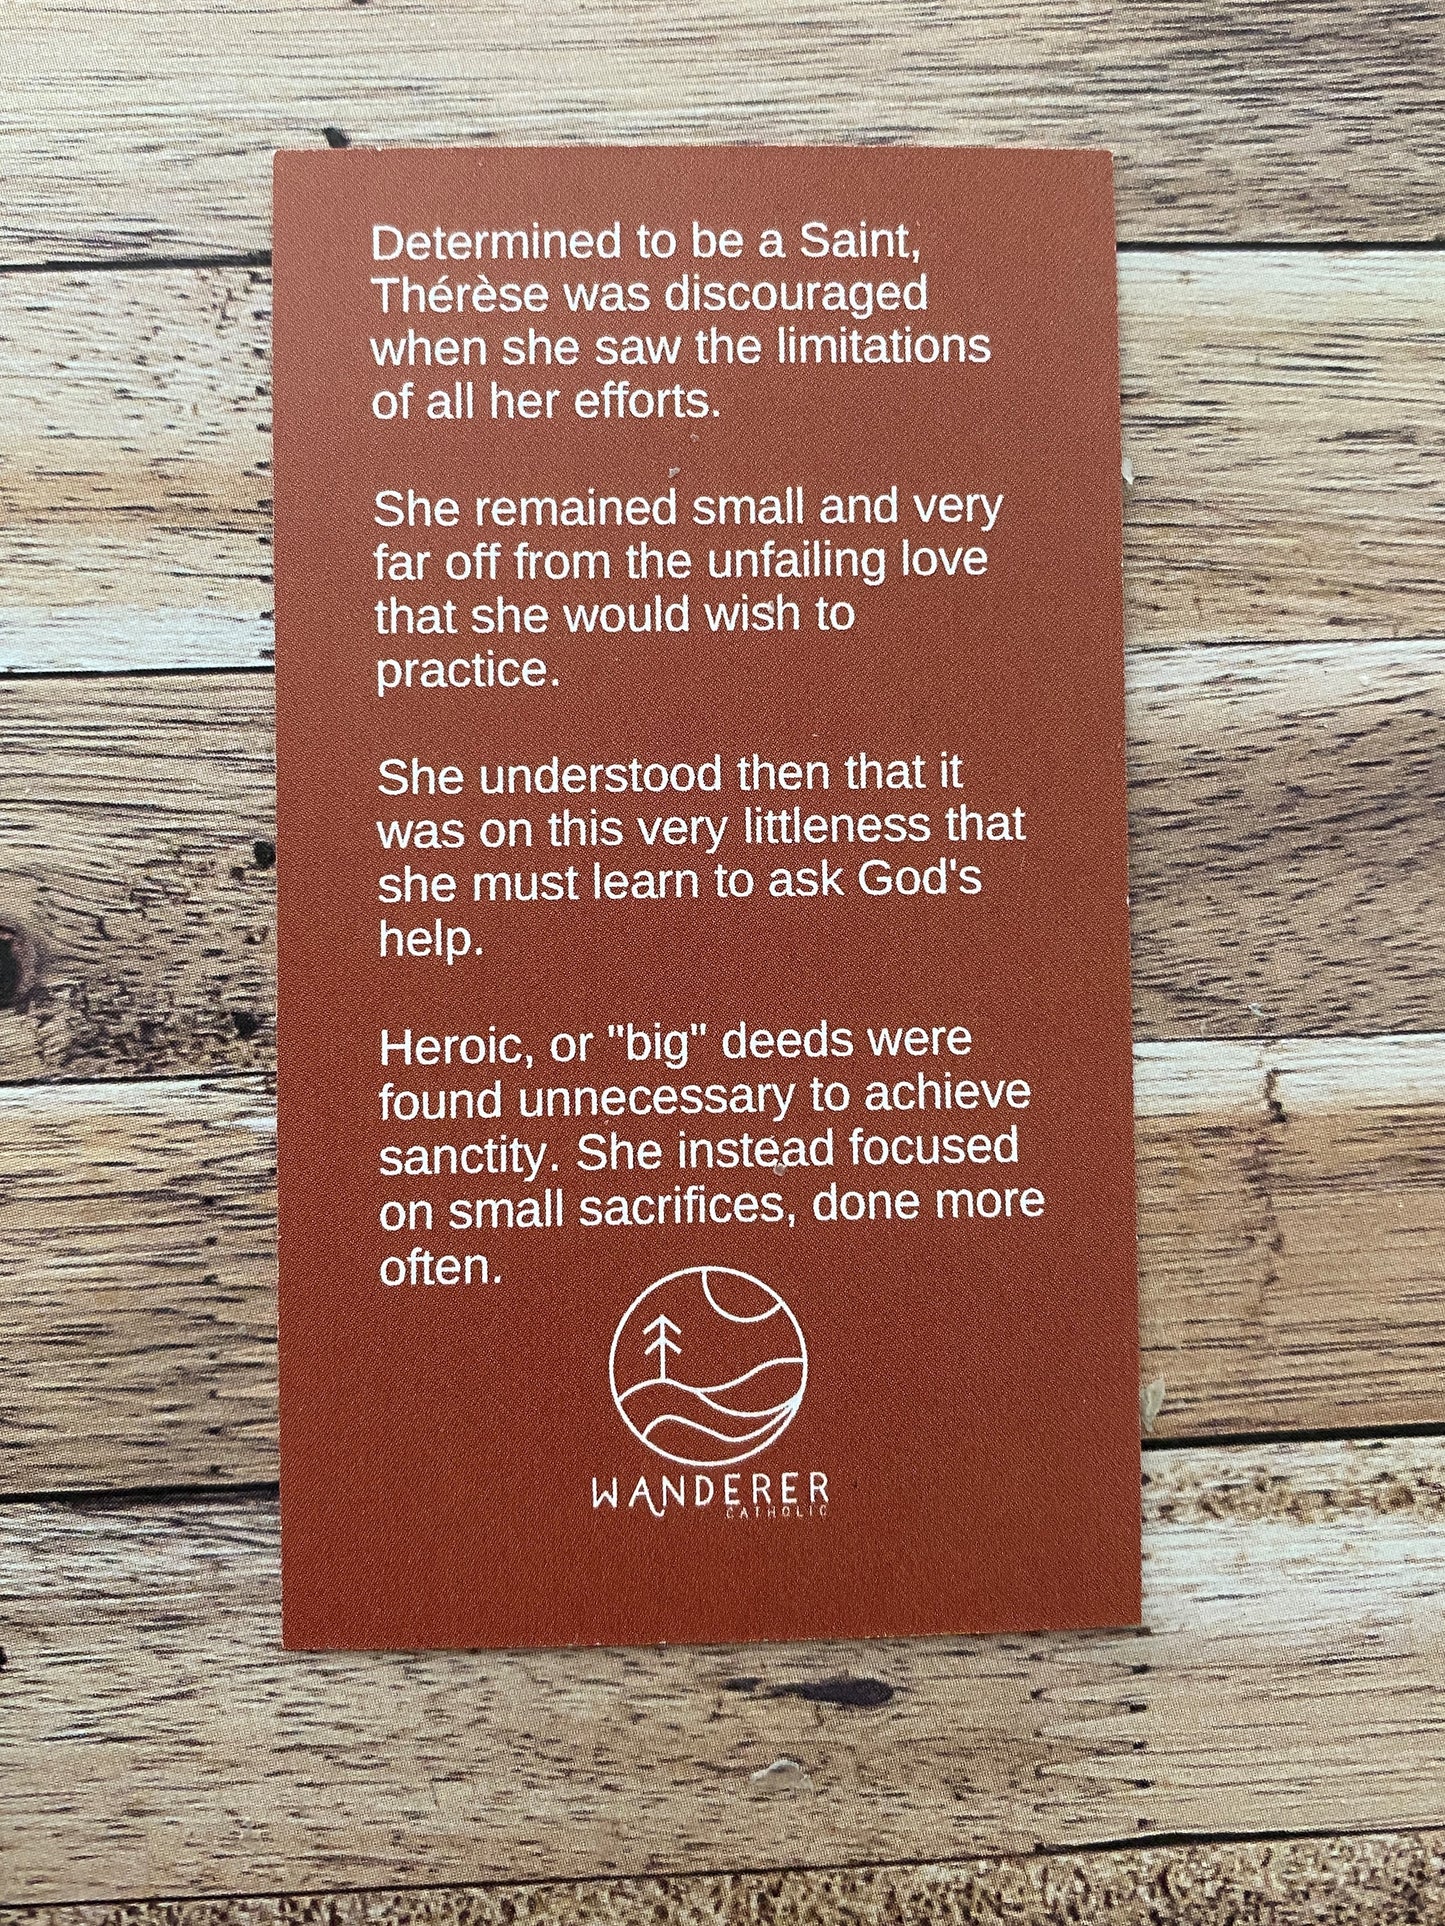 Determined to be a Saint,
Thérèse was discouraged
when she saw the limitations
of all her efforts.
She remained small and very
far off from the unfailing love
that she would wish to
practice.
She understood then that it
was on this very littleness that
she must learn to ask God's
help.
Heroic, or "big" deeds were
found unnecessary to achieve
sanctity. She instead focused
on small sacrifices, done more
often.
WANDERER
CATHOLIC